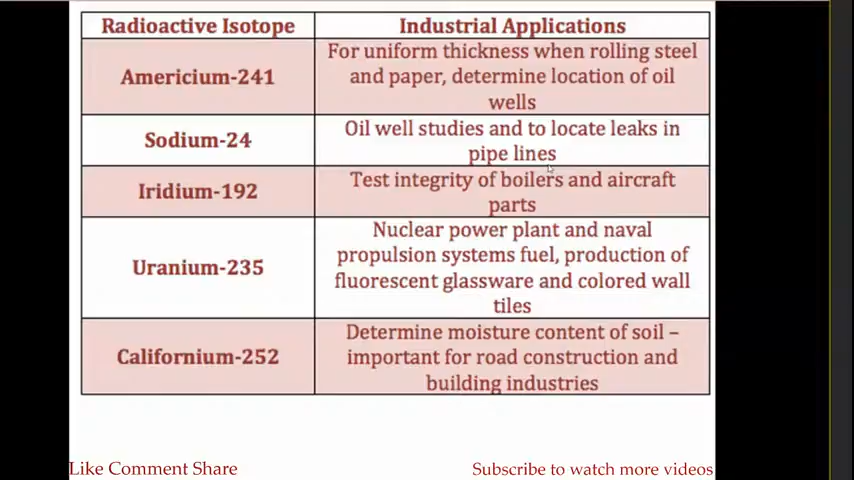 Radioactive Isotope
Industrial Applications
Americium-241
For uniform thickness when rolling steel
and paper, determine location of oil
wells
Sodium-24
Oil well studies and to locate leaks in
pipe lines
Iridium-192
Test integrity of boilers and aircraft
parts
Uranium-235
Nuclear power plant and naval
propulsion systems fuel, production of
fluorescent glassware and colored wall
tiles
Californium-252
Determine moisture content of soil –
important for road construction and
building industries
Like Comment Share
Subscribe to watch more videos